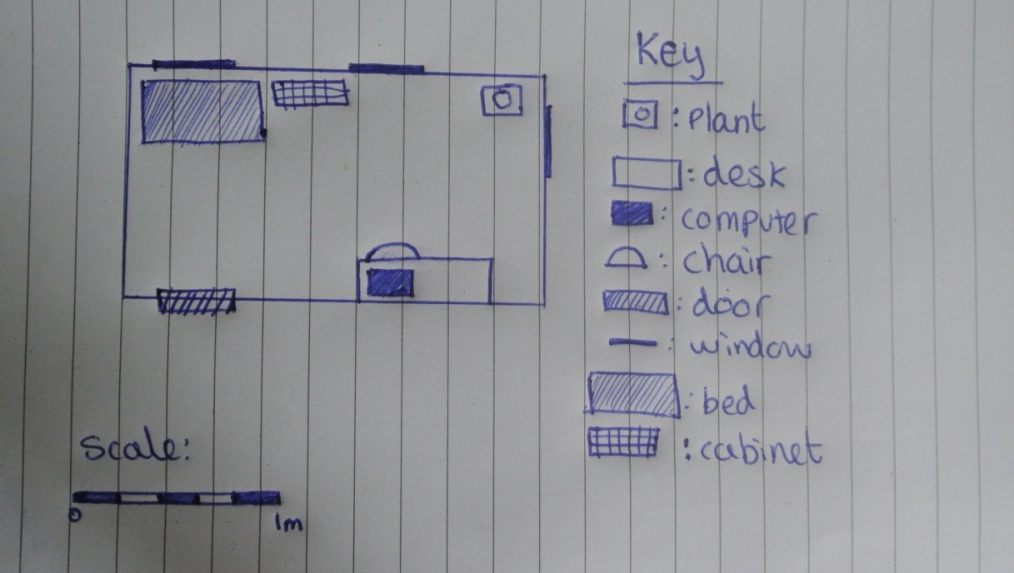 Key
: Plant
: desk
: computer
: chair
: door
: window
: bed
: cabinet
Scale:
0 1m